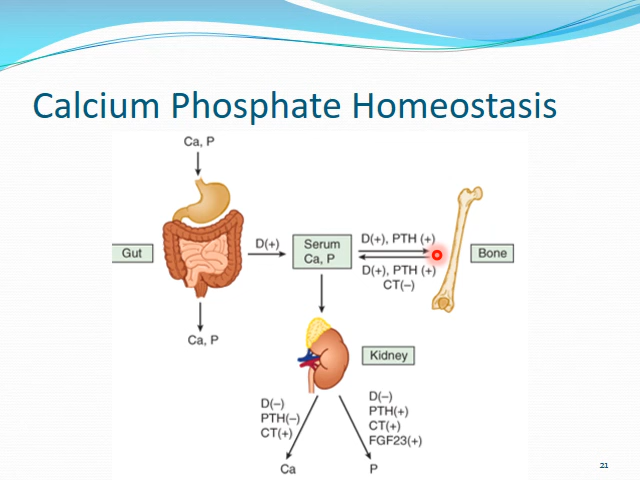 Calcium Phosphate Homeostasis
Ca, P
Gut
D(+)
Serum
Ca, P
D(+), PTH (+)
D(+), PTH (+)
CT(–)
Bone
Ca, P
Kidney
D(–)
PTH(–)
CT(+)
D(–)
PTH(+)
CT(+)
FGF23(+)
Ca
P
21